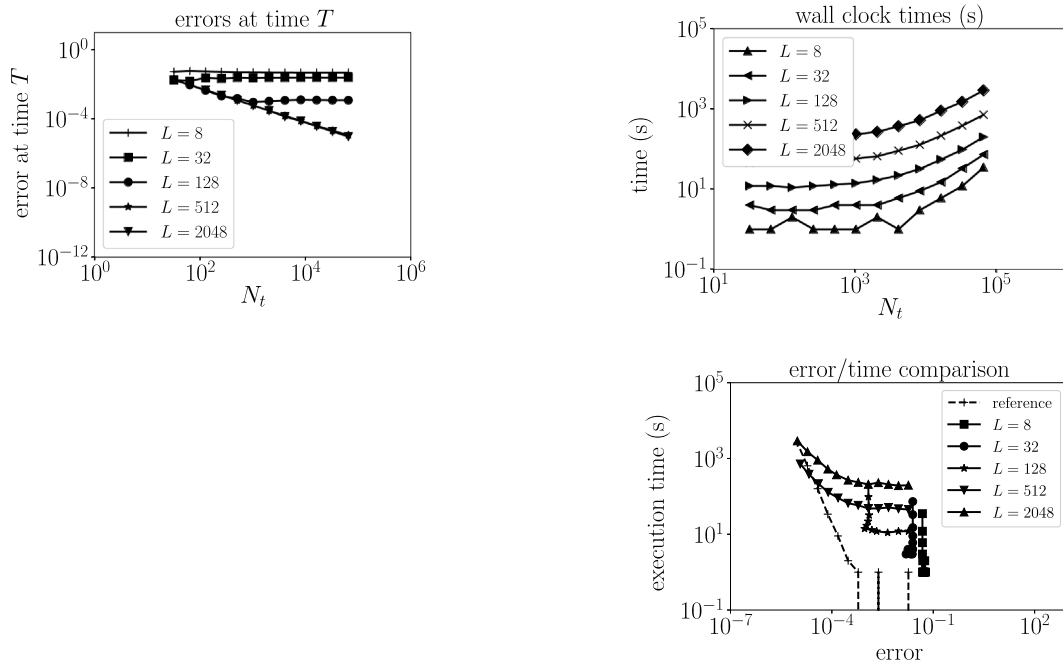 errors at time T
error at time T
10^0
10^-4
10^-8
10^-12
L = 8
L = 32
L = 128
L = 512
L = 2048
10^0
10^2
10^4
10^6
N_t
wall clock times (s)
time (s)
10^5
10^3
10^1
10^-1
L = 8
L = 32
L = 128
L = 512
L = 2048
10^1
10^3
10^5
N_t
error/time comparison
execution time (s)
10^5
10^3
10^1
10^-1
reference
L = 8
L = 32
L = 128
L = 512
L = 2048
10^-7
10^-4
10^-1
10^2
error